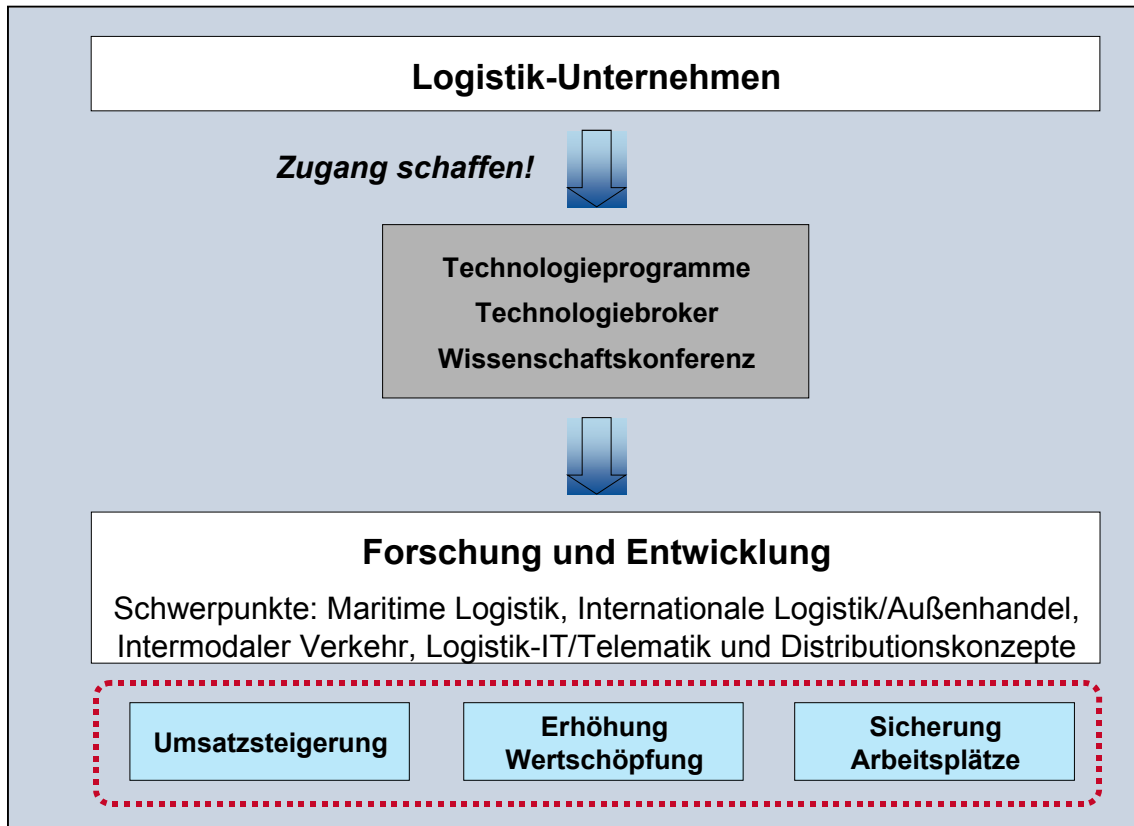 Logistik-Unternehmen
Zugang schaffen!
Technologieprogramme
Technologiebroker
Wissenschaftskonferenz
Forschung und Entwicklung
Schwerpunkte: Maritime Logistik, Internationale Logistik/Außenhandel,
Intermodaler Verkehr, Logistik-IT/Telematik und Distributionskonzepte
Umsatzsteigerung
Erhöhung
Wertschöpfung
Sicherung
Arbeitsplätze